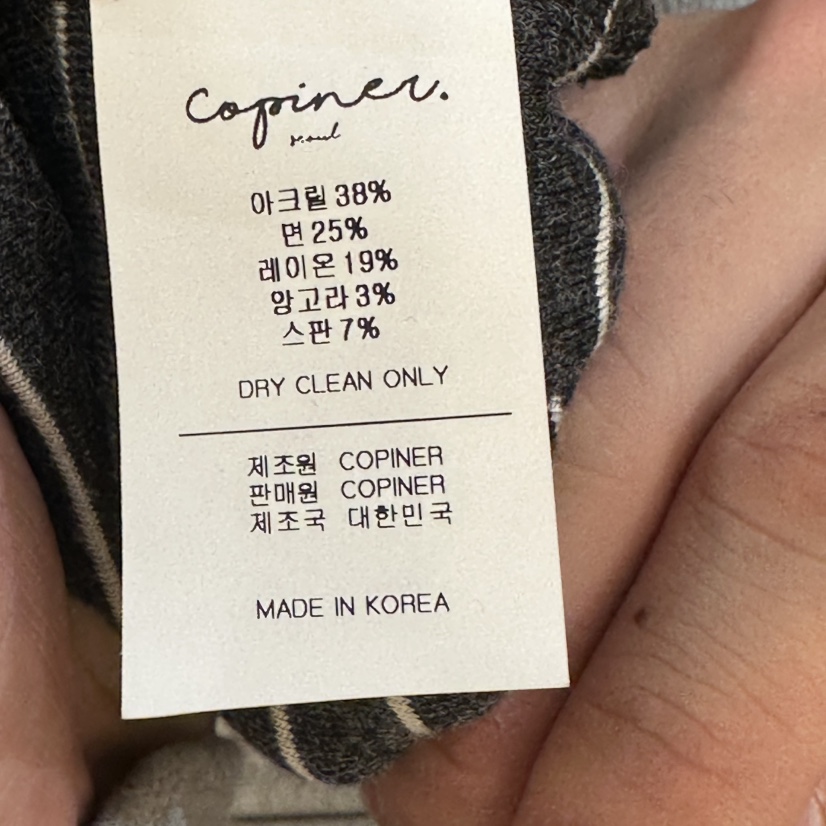 copiner.
seoul
아크릴 38%
면 25%
레이온 19%
앙고라 3%
스판 7%
DRY CLEAN ONLY
제조원 COPINER
판매원 COPINER
제조국 대한민국
MADE IN KOREA